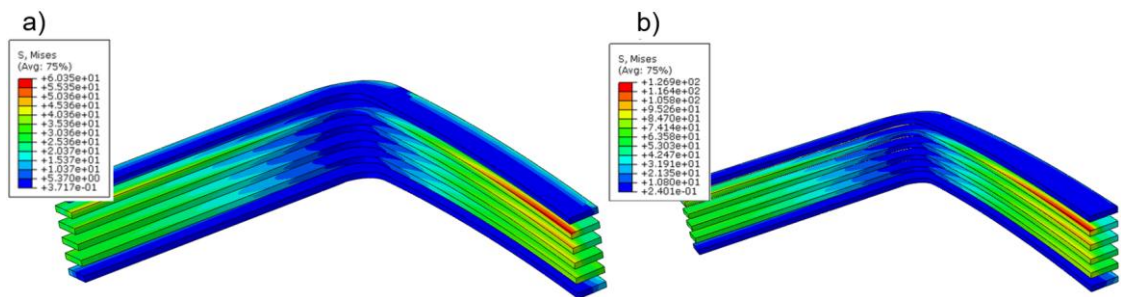 a)
S, Mises
(Avg: 75%)
+6.035e+01
+5.535e+01
+5.036e+01
+4.536e+01
+4.036e+01
+3.536e+01
+3.036e+01
+2.536e+01
+2.037e+01
+1.537e+01
+1.037e+01
+5.370e+00
+3.717e-01
b)
S, Mises
(Avg: 75%)
+1.269e+02
+1.164e+02
+1.058e+02
+9.526e+01
+8.470e+01
+7.414e+01
+6.358e+01
+5.303e+01
+4.247e+01
+3.191e+01
+2.135e+01
+1.080e+01
+2.401e-01